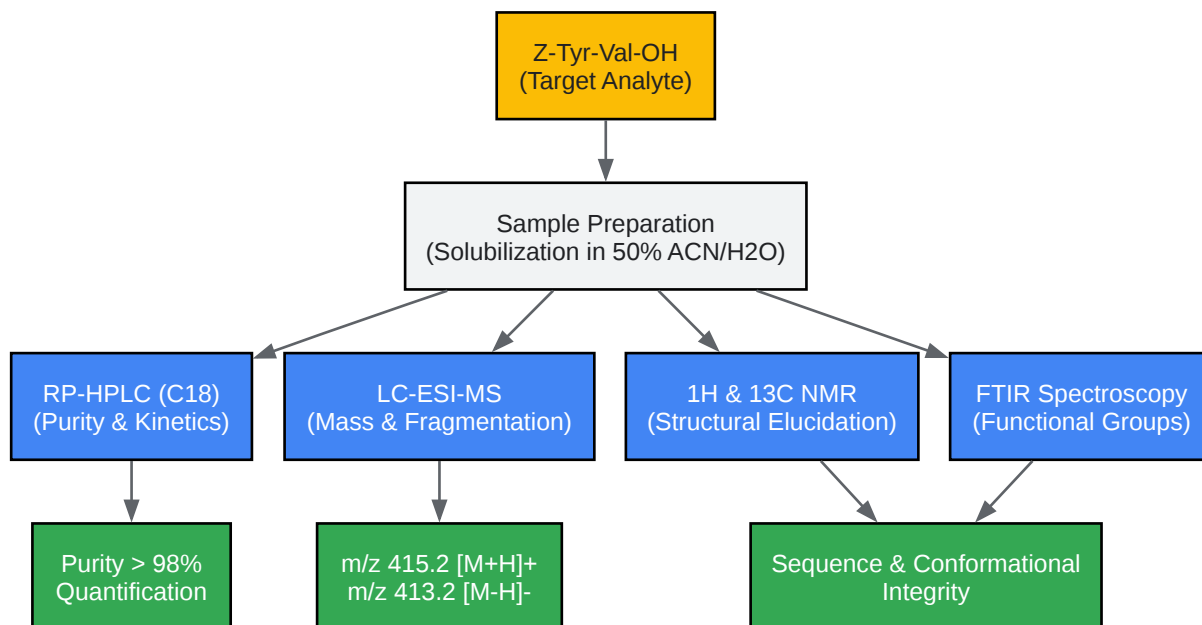 Z-Tyr-Val-OH
(Target Analyte)
Sample Preparation
(Solubilization in 50% ACN/H2O)
RP-HPLC (C18)
(Purity & Kinetics)
LC-ESI-MS
(Mass & Fragmentation)
1H & 13C NMR
(Structural Elucidation)
FTIR Spectroscopy
(Functional Groups)
Purity > 98%
Quantification
m/z 415.2 [M+H]+
m/z 413.2 [M-H]-
Sequence & Conformational
Integrity